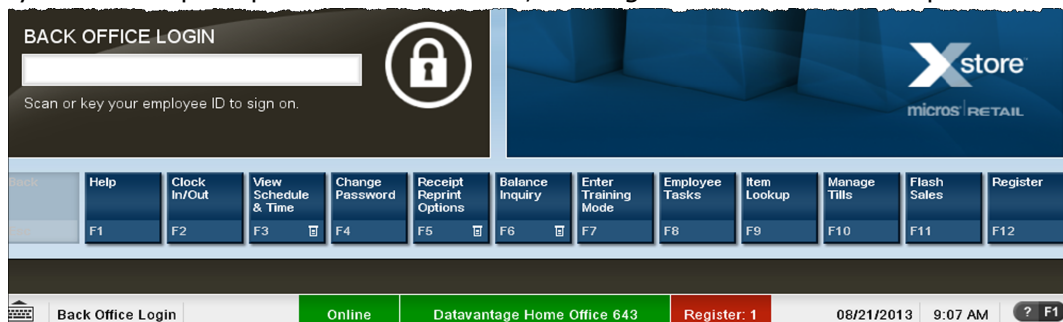 BACK OFFICE LOGIN
Scan or key your employee ID to sign on.
Xstore
micros RETAIL
Back
Help
F1
Clock
In/Out
F2
View
Schedule
& Time
F3
Change
Password
F4
Receipt
Reprint
Options
F5
Balance
Inquiry
F6
Enter
Training
Mode
F7
Employee
Tasks
F8
Item
Lookup
F9
Manage
Tills
F10
Flash
Sales
F11
Register
F12
Back Office Login
Online
Datavantage Home Office 643
Register: 1
08/21/2013
9:07 AM
? F1